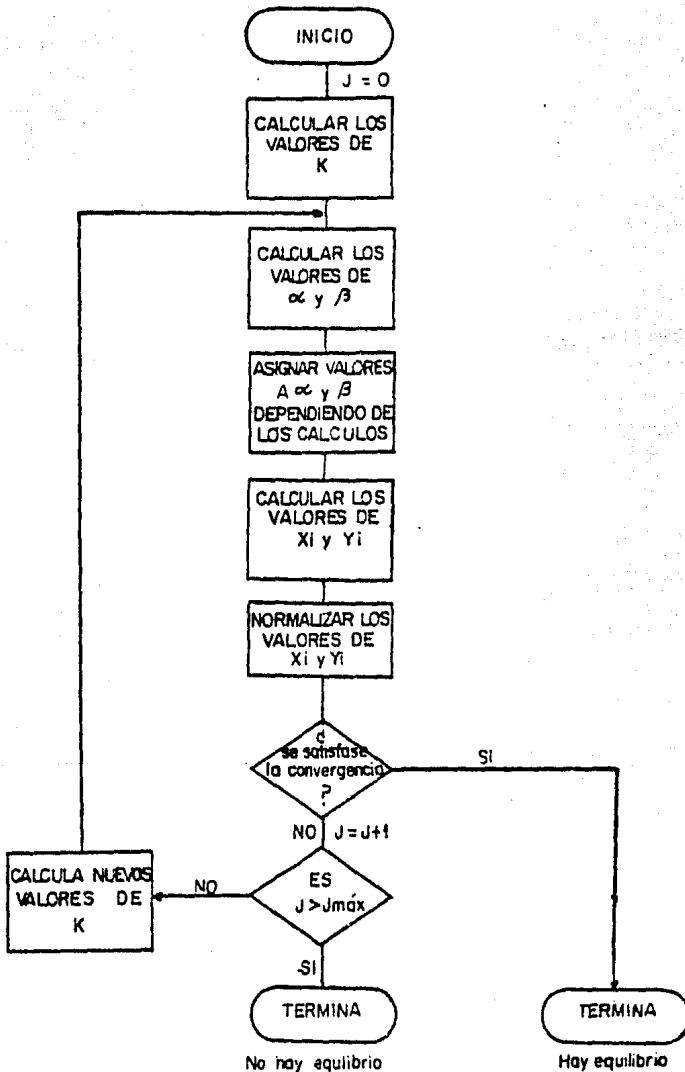 INICIO
J = 0
CALCULAR LOS
VALORES DE
K
CALCULAR LOS
VALORES DE
α y β
ASIGNAR VALORES
A α y β
DEPENDIENDO DE
LOS CALCULOS
CALCULAR LOS
VALORES DE
Xi y Yi
NORMALIZAR LOS
VALORES DE
Xi y Yi
¿
se satisfase
la convergencia
?
SI
NO J=J+1
ES
J > Jmáx
NO
CALCULA NUEVOS
VALORES DE
K
SI
TERMINA
No hay equlibrio
TERMINA
Hay equilibrio